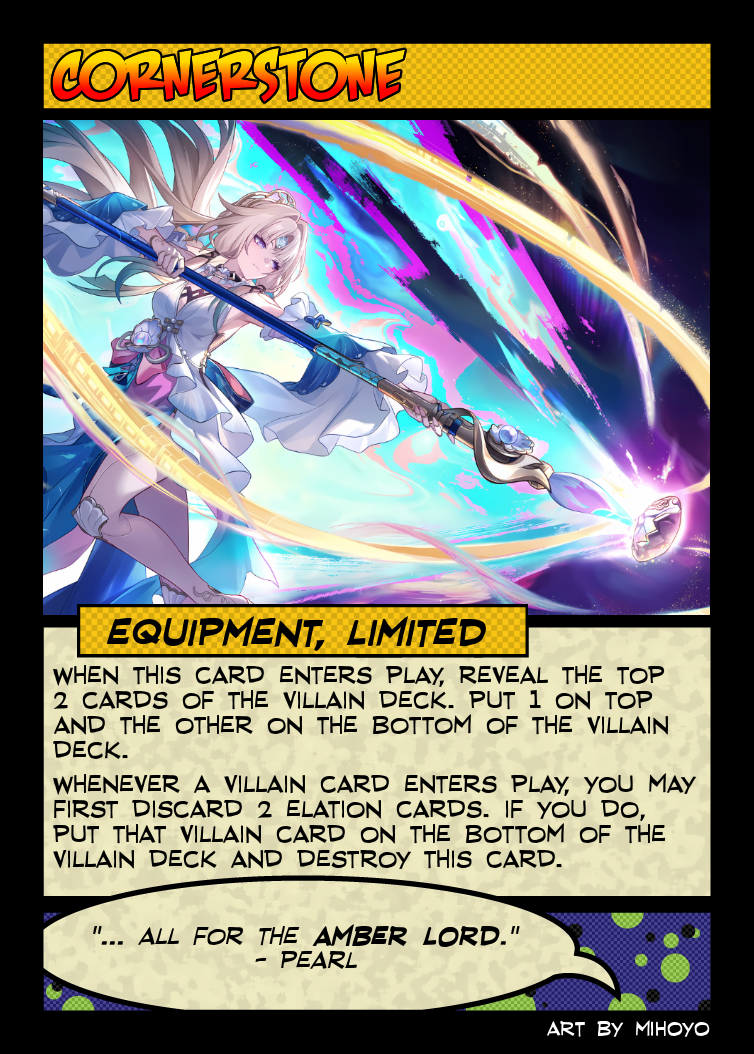 CORNERSTONE
EQUIPMENT, LIMITED
WHEN THIS CARD ENTERS PLAY, REVEAL THE TOP
2 CARDS OF THE VILLAIN DECK. PUT 1 ON TOP
AND THE OTHER ON THE BOTTOM OF THE VILLAIN
DECK.
WHENEVER A VILLAIN CARD ENTERS PLAY, YOU MAY
FIRST DISCARD 2 ELATION CARDS. IF YOU DO,
PUT THAT VILLAIN CARD ON THE BOTTOM OF THE
VILLAIN DECK AND DESTROY THIS CARD.
"... ALL FOR THE AMBER LORD."
- PEARL
ART BY MIHOYO